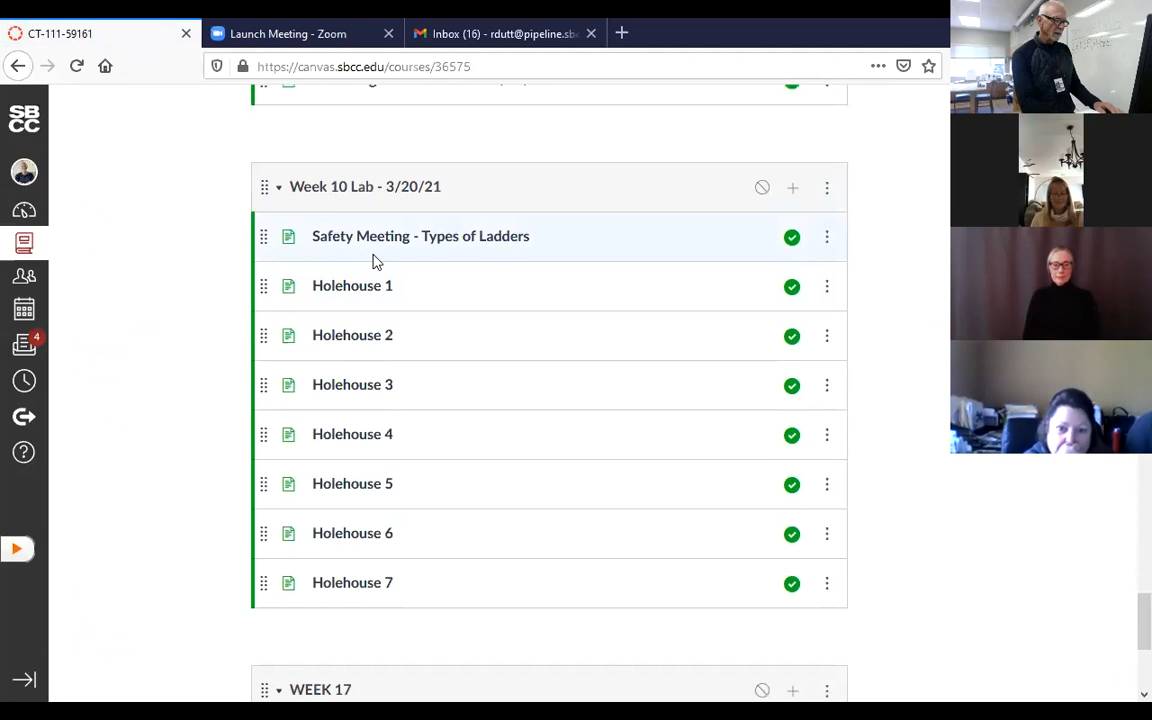 CT-111-59161
Launch Meeting - Zoom
Inbox (16) - rdutt@pipeline.sb
https://canvas.sbcc.edu/courses/36575
SB
CC
Week 10 Lab - 3/20/21
Safety Meeting - Types of Ladders
Holehouse 1
Holehouse 2
4
Holehouse 3
Holehouse 4
Holehouse 5
Holehouse 6
Holehouse 7
WEEK 17